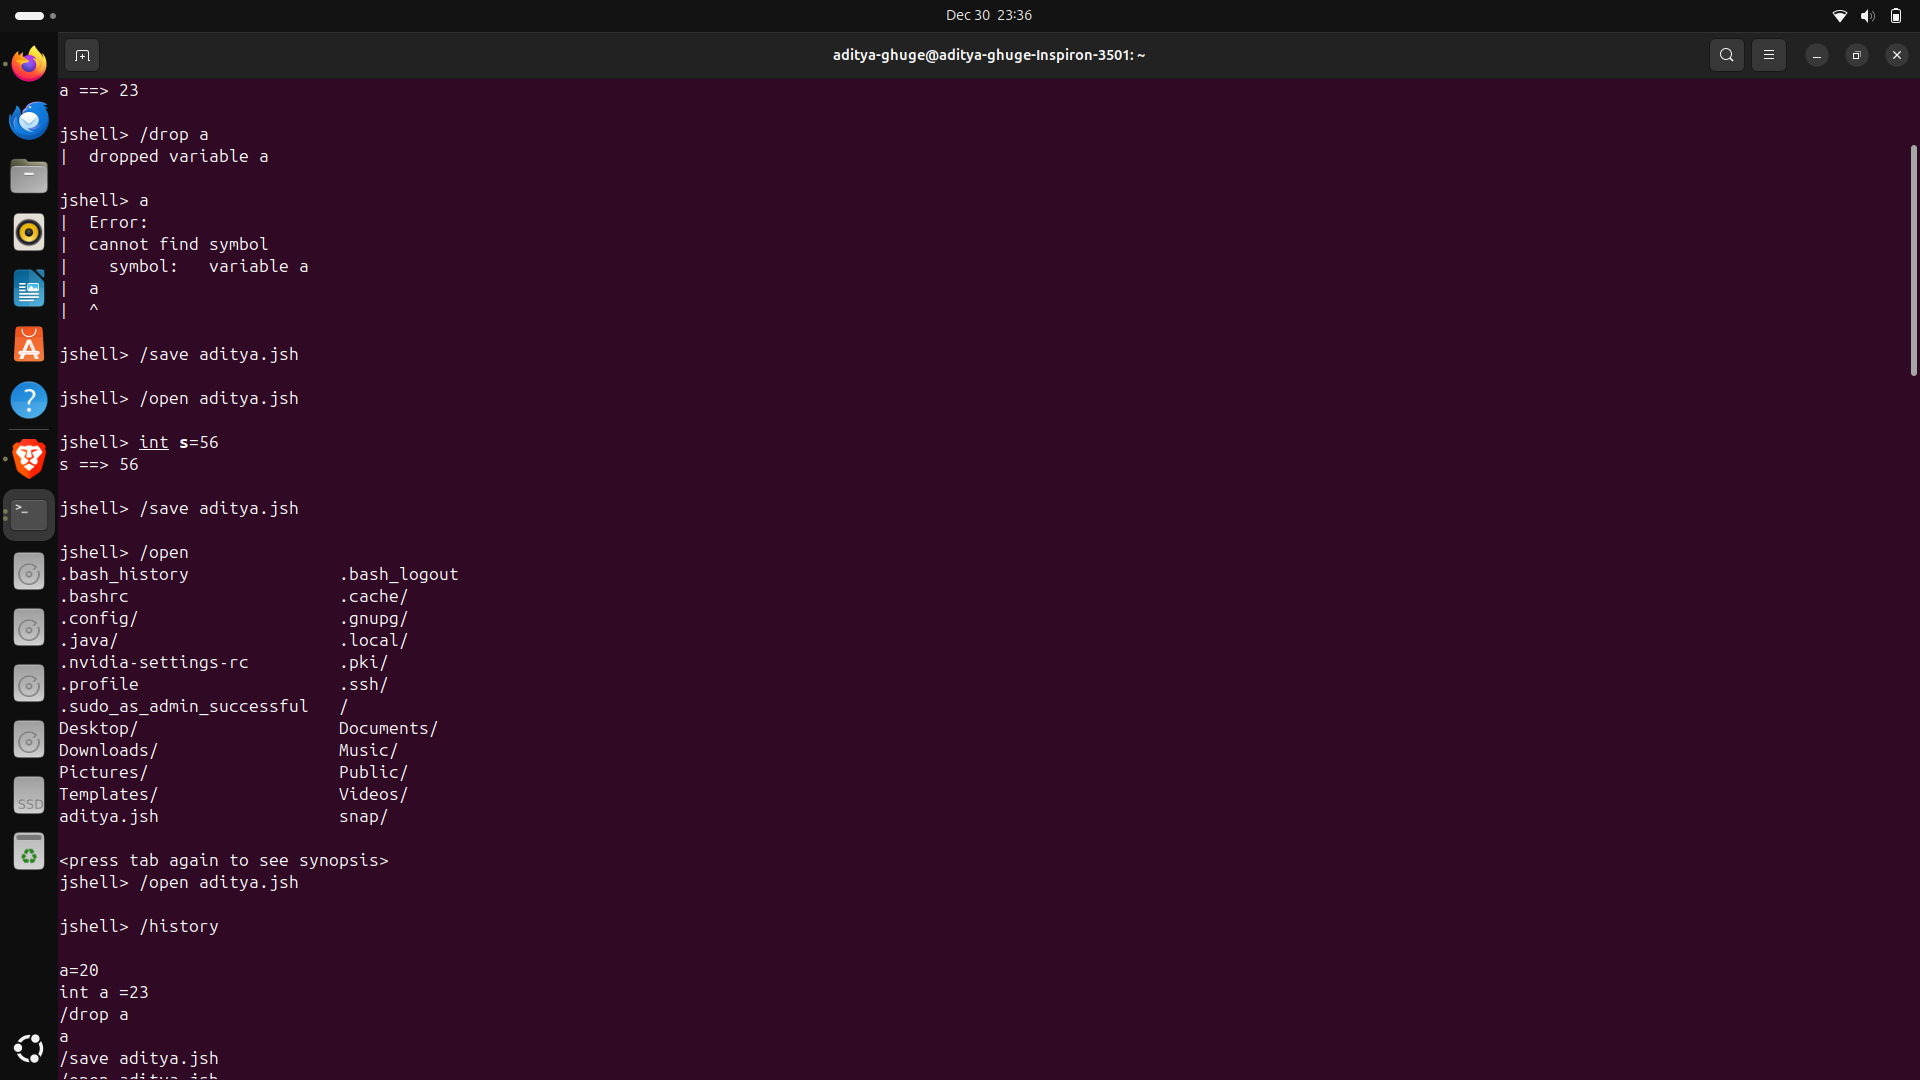 Dec 30 23:36
aditya-ghuge@aditya-ghuge-Inspiron-3501: ~
a ==> 23
jshell> /drop a
|  dropped variable a
jshell> a
|  Error:
|  cannot find symbol
|    symbol:   variable a
|  a
|  ^
jshell> /save aditya.jsh
jshell> /open aditya.jsh
jshell> int s=56
s ==> 56
jshell> /save aditya.jsh
jshell> /open
.bash_history               .bash_logout
.bashrc                     .cache/
.config/                    .gnupg/
.java/                      .local/
.nvidia-settings-rc         .pki/
.profile                    .ssh/
.sudo_as_admin_successful   /
Desktop/                    Documents/
Downloads/                  Music/
Pictures/                   Public/
Templates/                  Videos/
aditya.jsh                  snap/
<press tab again to see synopsis>
jshell> /open aditya.jsh
jshell> /history
a=20
int a =23
/drop a
a
/save aditya.jsh
/open aditya.jsh
SSD